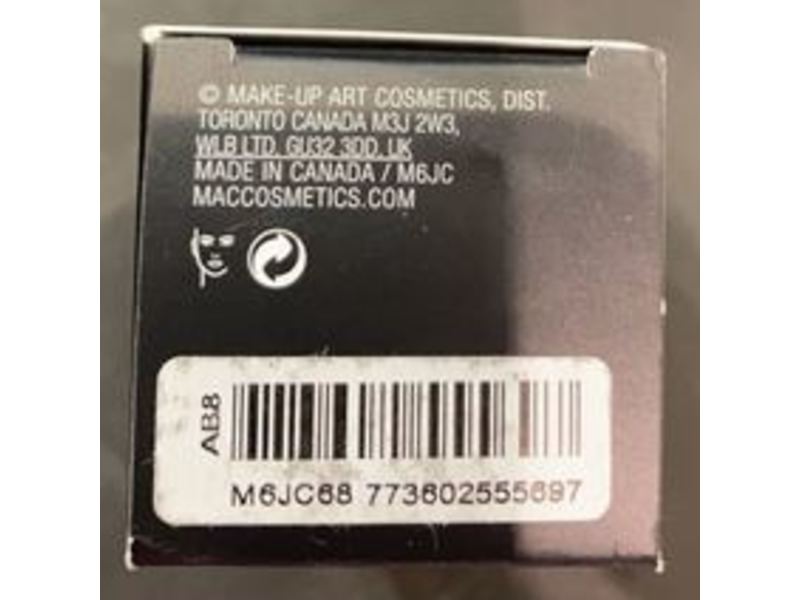 © MAKE-UP ART COSMETICS, DIST.
TORONTO CANADA M3J 2W3,
WLB LTD. GU32 3DD. UK
MADE IN CANADA / M6JC
MACCOSMETICS.COM
AB8
M6JC68 773602555697